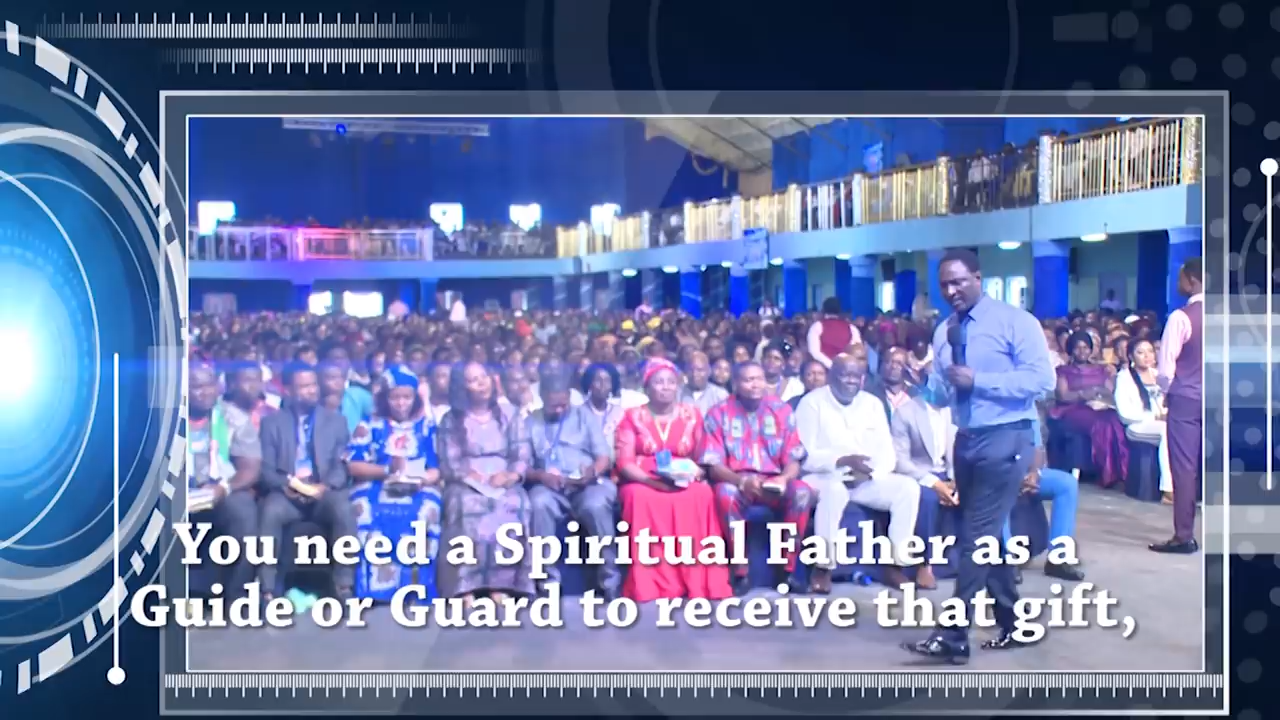 You need a Spiritual Father as a
Guide or Guard to receive that gift,